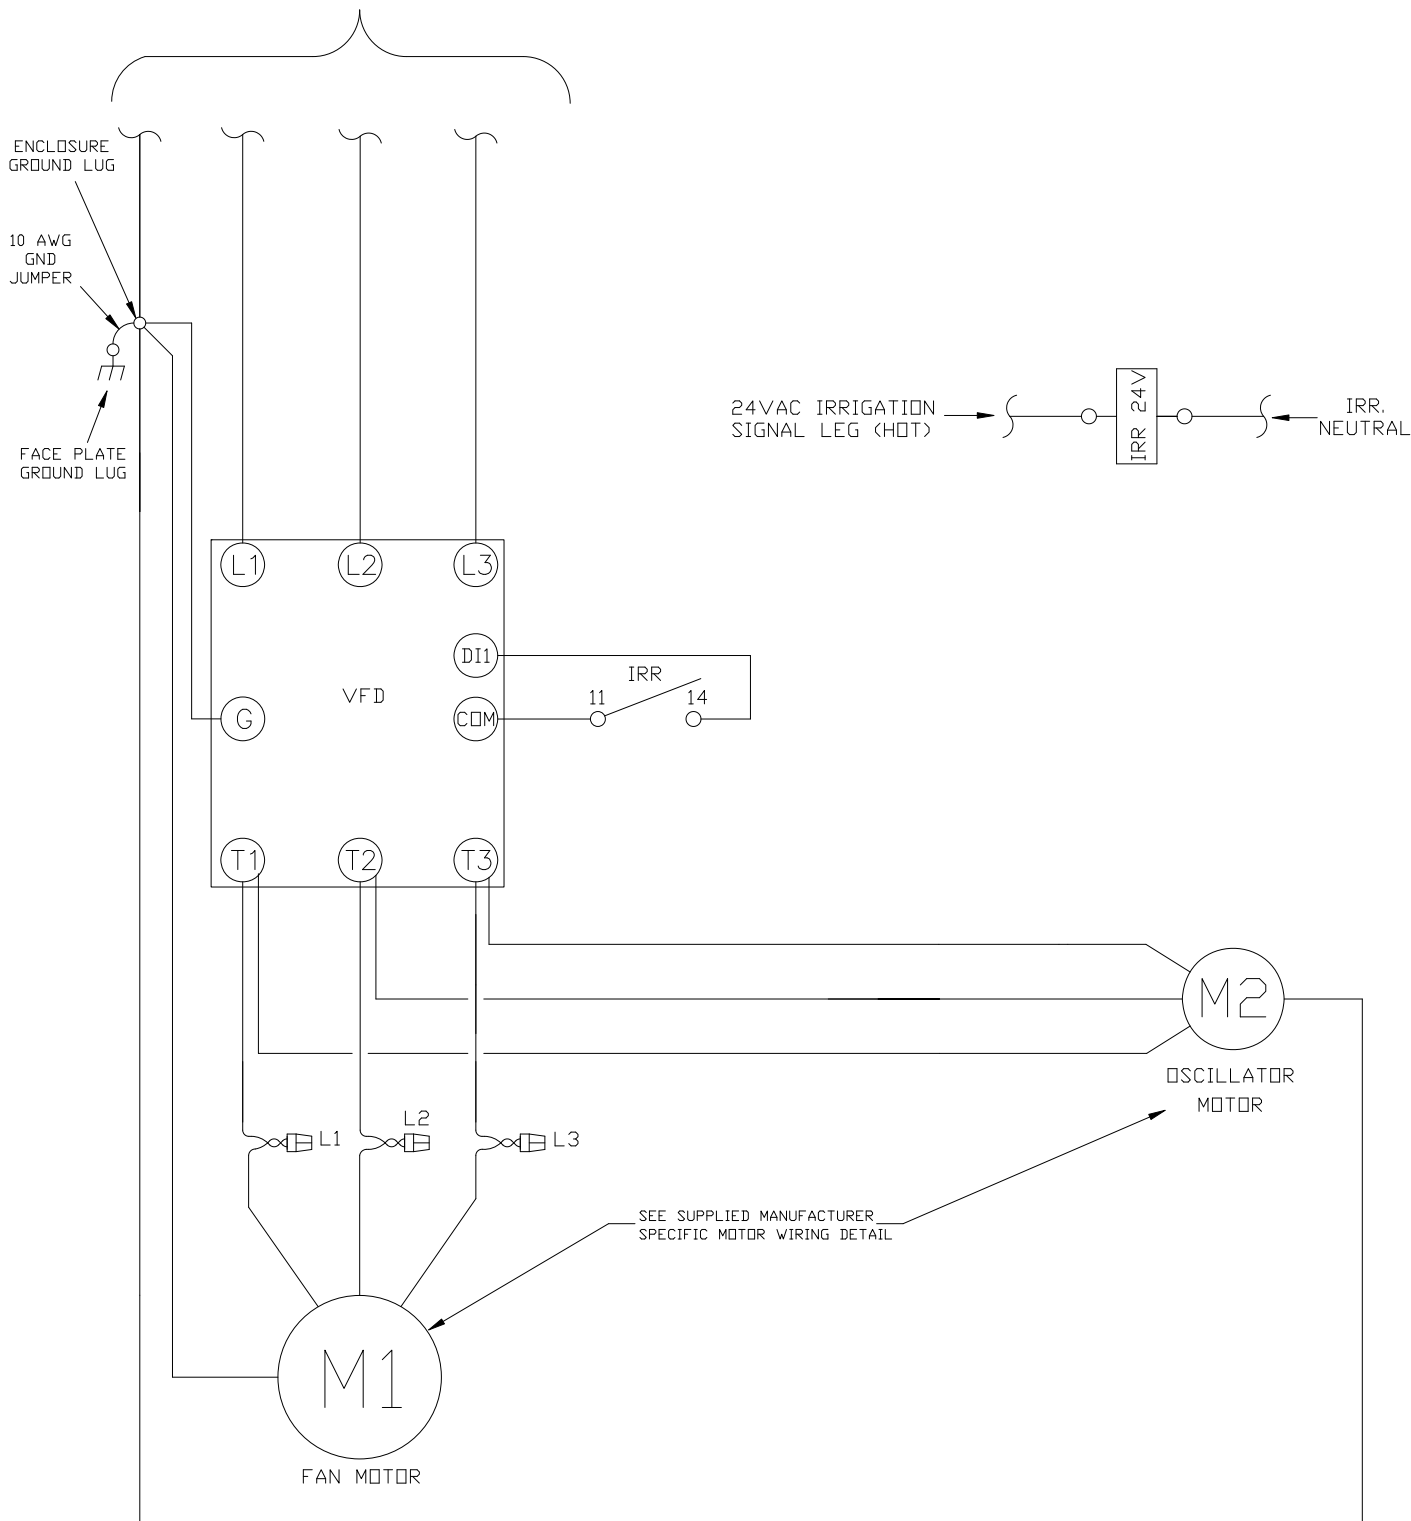 ENCLOSURE
GROUND LUG
10 AWG
GND
JUMPER
FACE PLATE
GROUND LUG
24VAC IRRIGATION
SIGNAL LEG (HOT)
IRR 24V
IRR.
NEUTRAL
L1
L2
L3
DI1
IRR
VFD
11
14
G
COM
T1
T2
T3
M2
OSCILLATOR
MOTOR
L1
L2
L3
SEE SUPPLIED MANUFACTURER
SPECIFIC MOTOR WIRING DETAIL
M1
FAN MOTOR